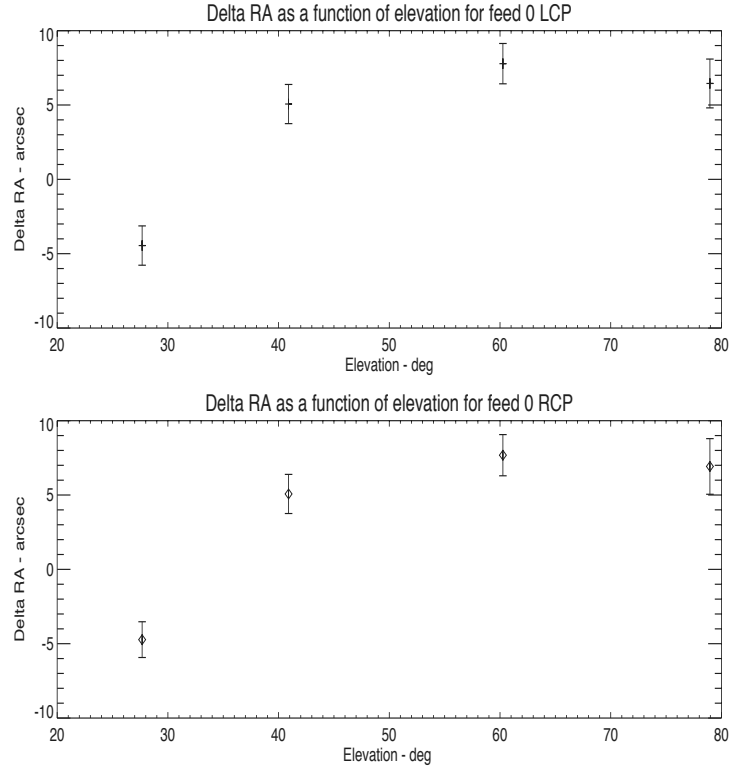 Delta RA as a function of elevation for feed 0 LCP
10
5
0
-5
-10
Delta RA - arcsec
20 30 40 50 60 70 80
Elevation - deg
Delta RA as a function of elevation for feed 0 RCP
10
5
0
-5
-10
Delta RA - arcsec
20 30 40 50 60 70 80
Elevation - deg